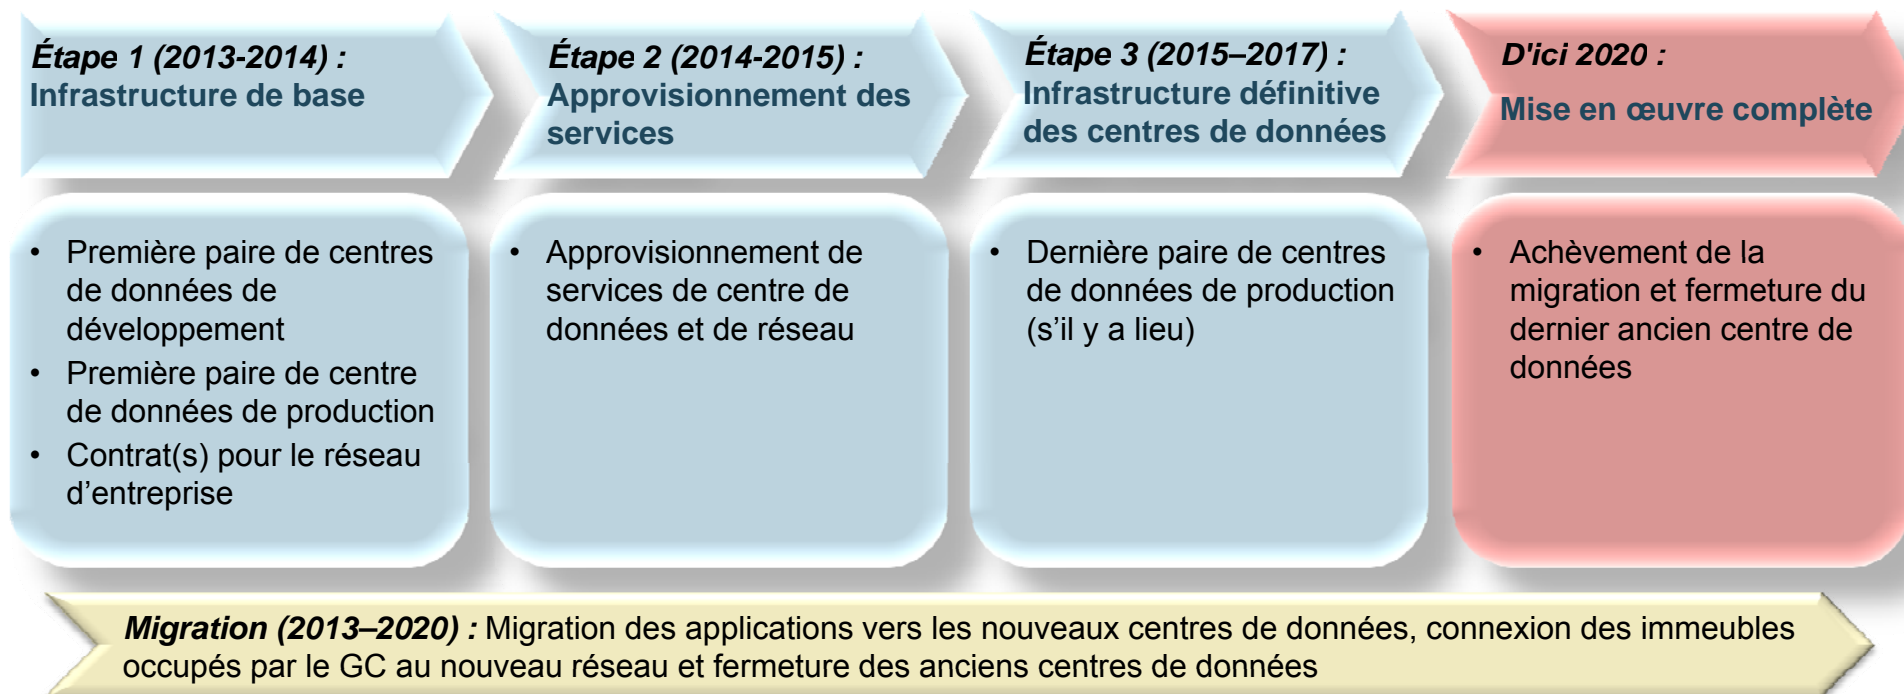 Étape 1 (2013-2014) :
Infrastructure de base
Étape 2 (2014-2015) :
Approvisionnement des
services
Étape 3 (2015–2017) :
Infrastructure définitive
des centres de données
D'ici 2020 :
Mise en œuvre complète
• Première paire de centres
de données de
développement
• Première paire de centre
de données de production
• Contrat(s) pour le réseau
d’entreprise
• Approvisionnement de
services de centre de
données et de réseau
• Dernière paire de centres
de données de production
(s’il y a lieu)
• Achèvement de la
migration et fermeture du
dernier ancien centre de
données
Migration (2013–2020) : Migration des applications vers les nouveaux centres de données, connexion des immeubles
occupés par le GC au nouveau réseau et fermeture des anciens centres de données